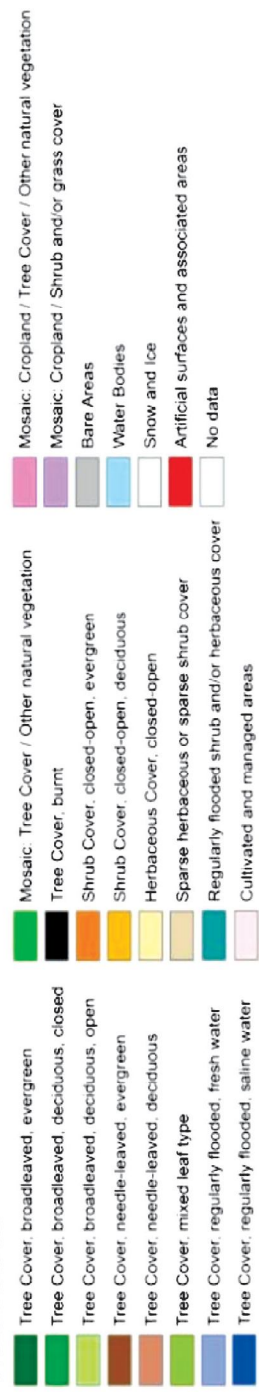 Tree Cover, broadleaved, evergreen
Tree Cover, broadleaved, deciduous, closed
Tree Cover, broadleaved, deciduous, open
Tree Cover, needle-leaved, evergreen
Tree Cover, needle-leaved, deciduous
Tree Cover, mixed leaf type
Tree Cover, regularly flooded, fresh water
Tree Cover, regularly flooded, saline water
Mosaic: Tree Cover / Other natural vegetation
Tree Cover, burnt
Shrub Cover, closed-open, evergreen
Shrub Cover, closed-open, deciduous
Herbaceous Cover, closed-open
Sparse herbaceous or sparse shrub cover
Regularly flooded shrub and/or herbaceous cover
Cultivated and managed areas
Mosaic: Cropland / Tree Cover / Other natural vegetation
Mosaic: Cropland / Shrub and/or grass cover
Bare Areas
Water Bodies
Snow and Ice
Artificial surfaces and associated areas
No data